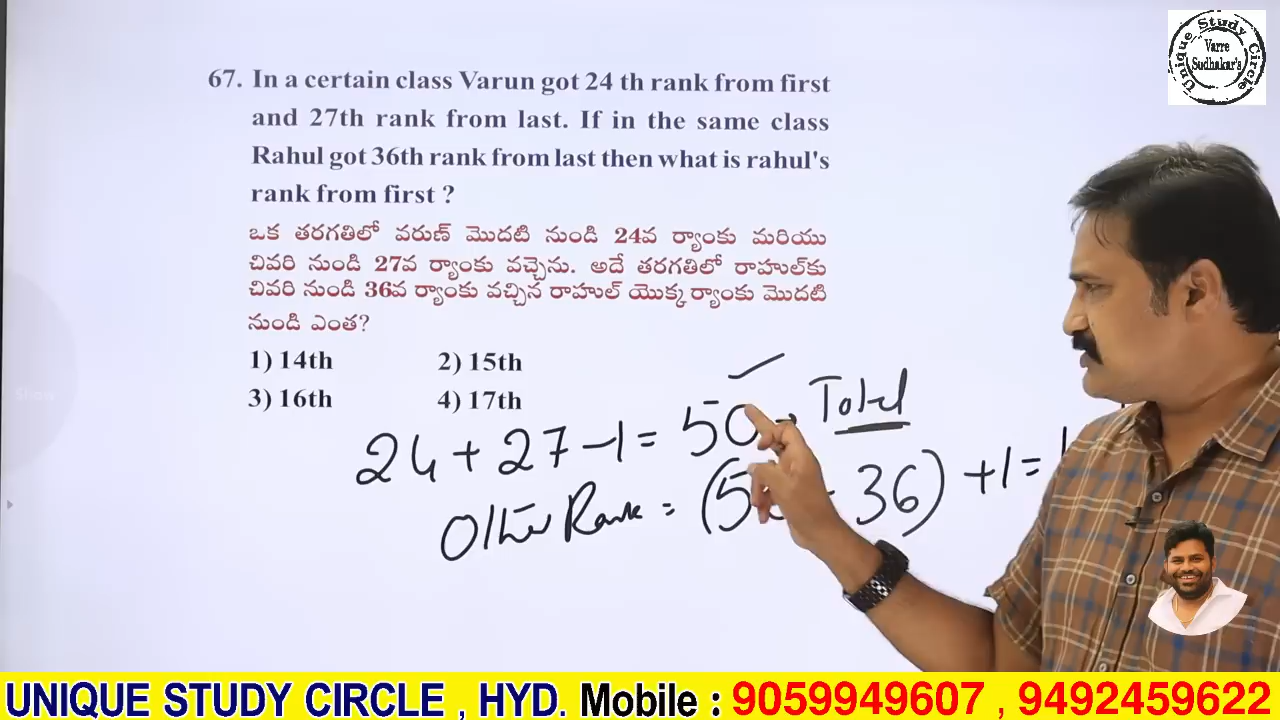 Unique Study Circle
Varre
Sudhakar's
67. In a certain class Varun got 24 th rank from first
and 27th rank from last. If in the same class
Rahul got 36th rank from last then what is rahul's
rank from first ?
ఒక తరగతిలో వరుణ్ మొదటి నుండి 24వ ర్యాంకు మరియు
చివరి నుండి 27వ ర్యాంకు వచ్చెను. అదే తరగతిలో రాహుల్‌కు
చివరి నుండి 36వ ర్యాంకు వచ్చిన రాహుల్ యొక్క ర్యాంకు మొదటి
నుండి ఎంత?
1) 14th 2) 15th
3) 16th 4) 17th
24 + 27 - 1 = 50 Total
Other Rank = (50 - 36) + 1 =
UNIQUE STUDY CIRCLE , HYD. Mobile : 9059949607 , 9492459622